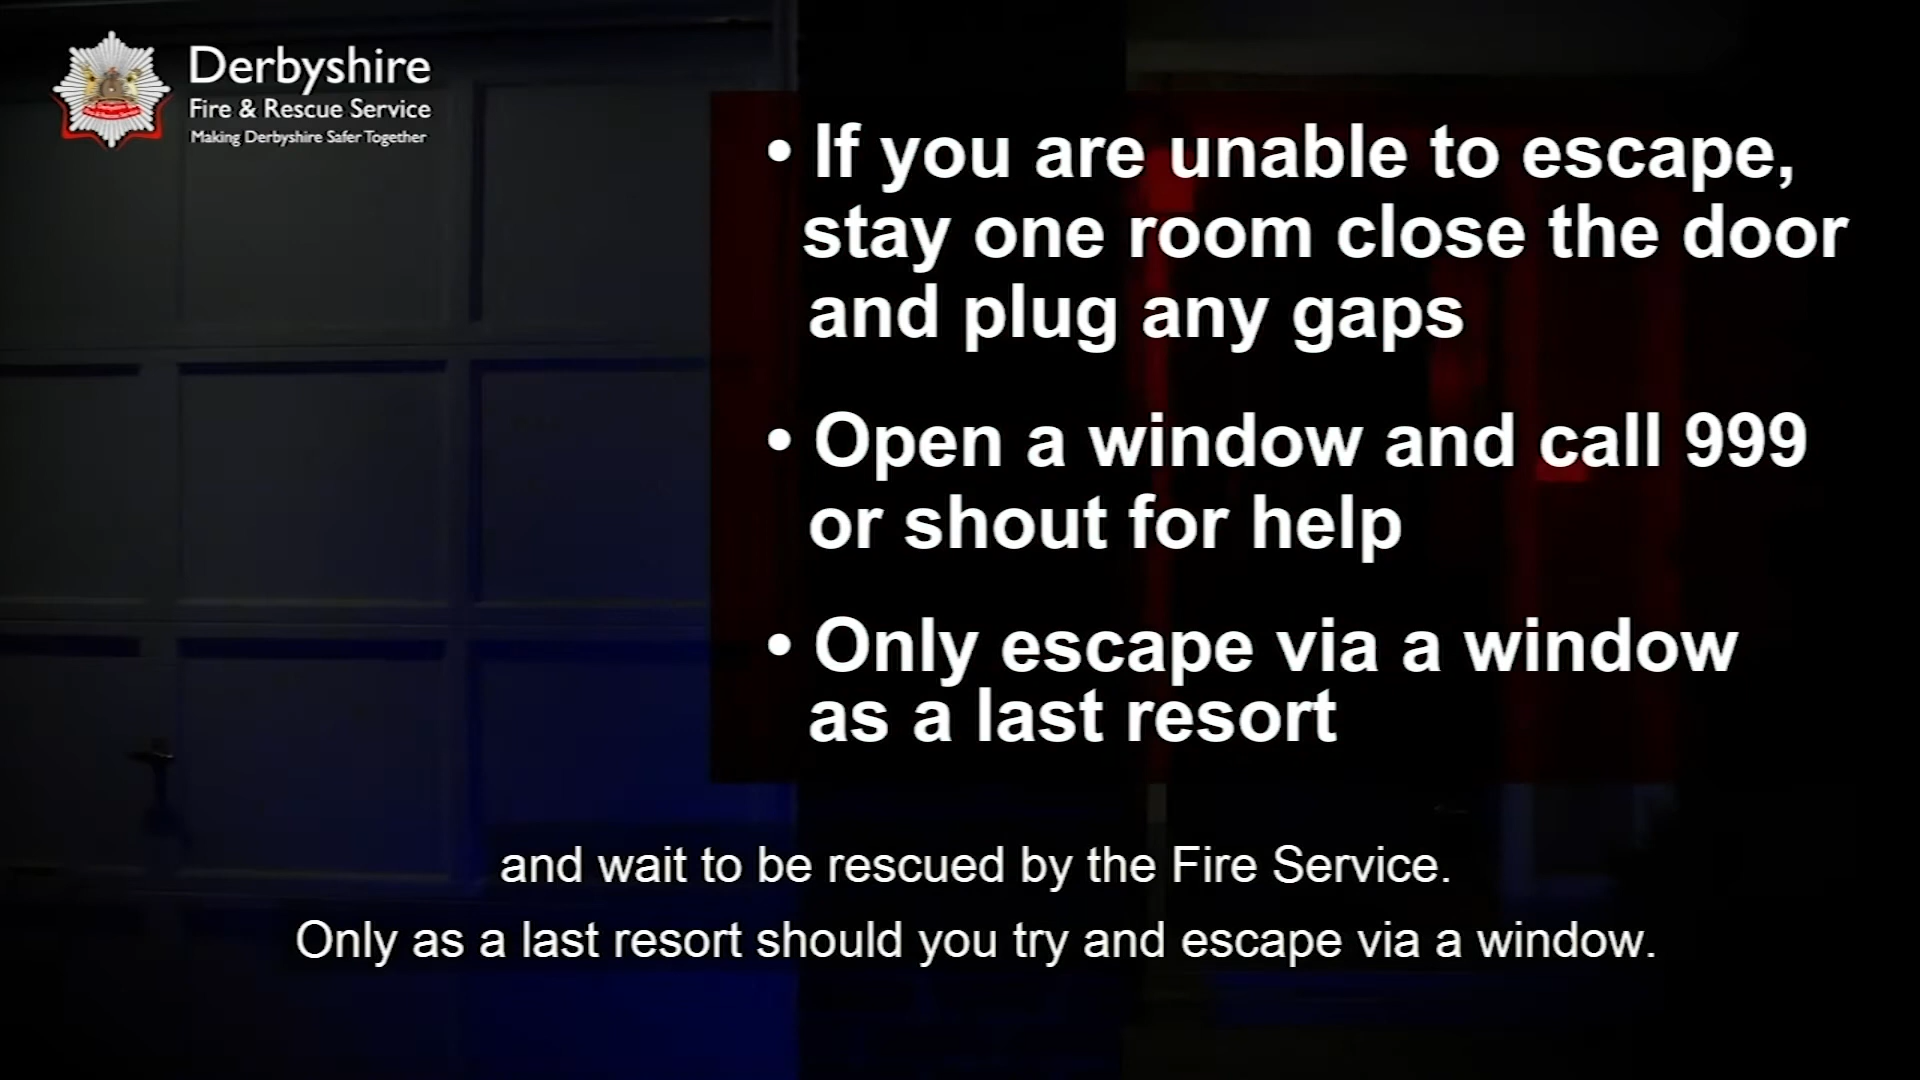 Derbyshire
Fire & Rescue Service
Making Derbyshire Safer Together
• If you are unable to escape,
stay one room close the door
and plug any gaps
• Open a window and call 999
or shout for help
• Only escape via a window
as a last resort
and wait to be rescued by the Fire Service.
Only as a last resort should you try and escape via a window.